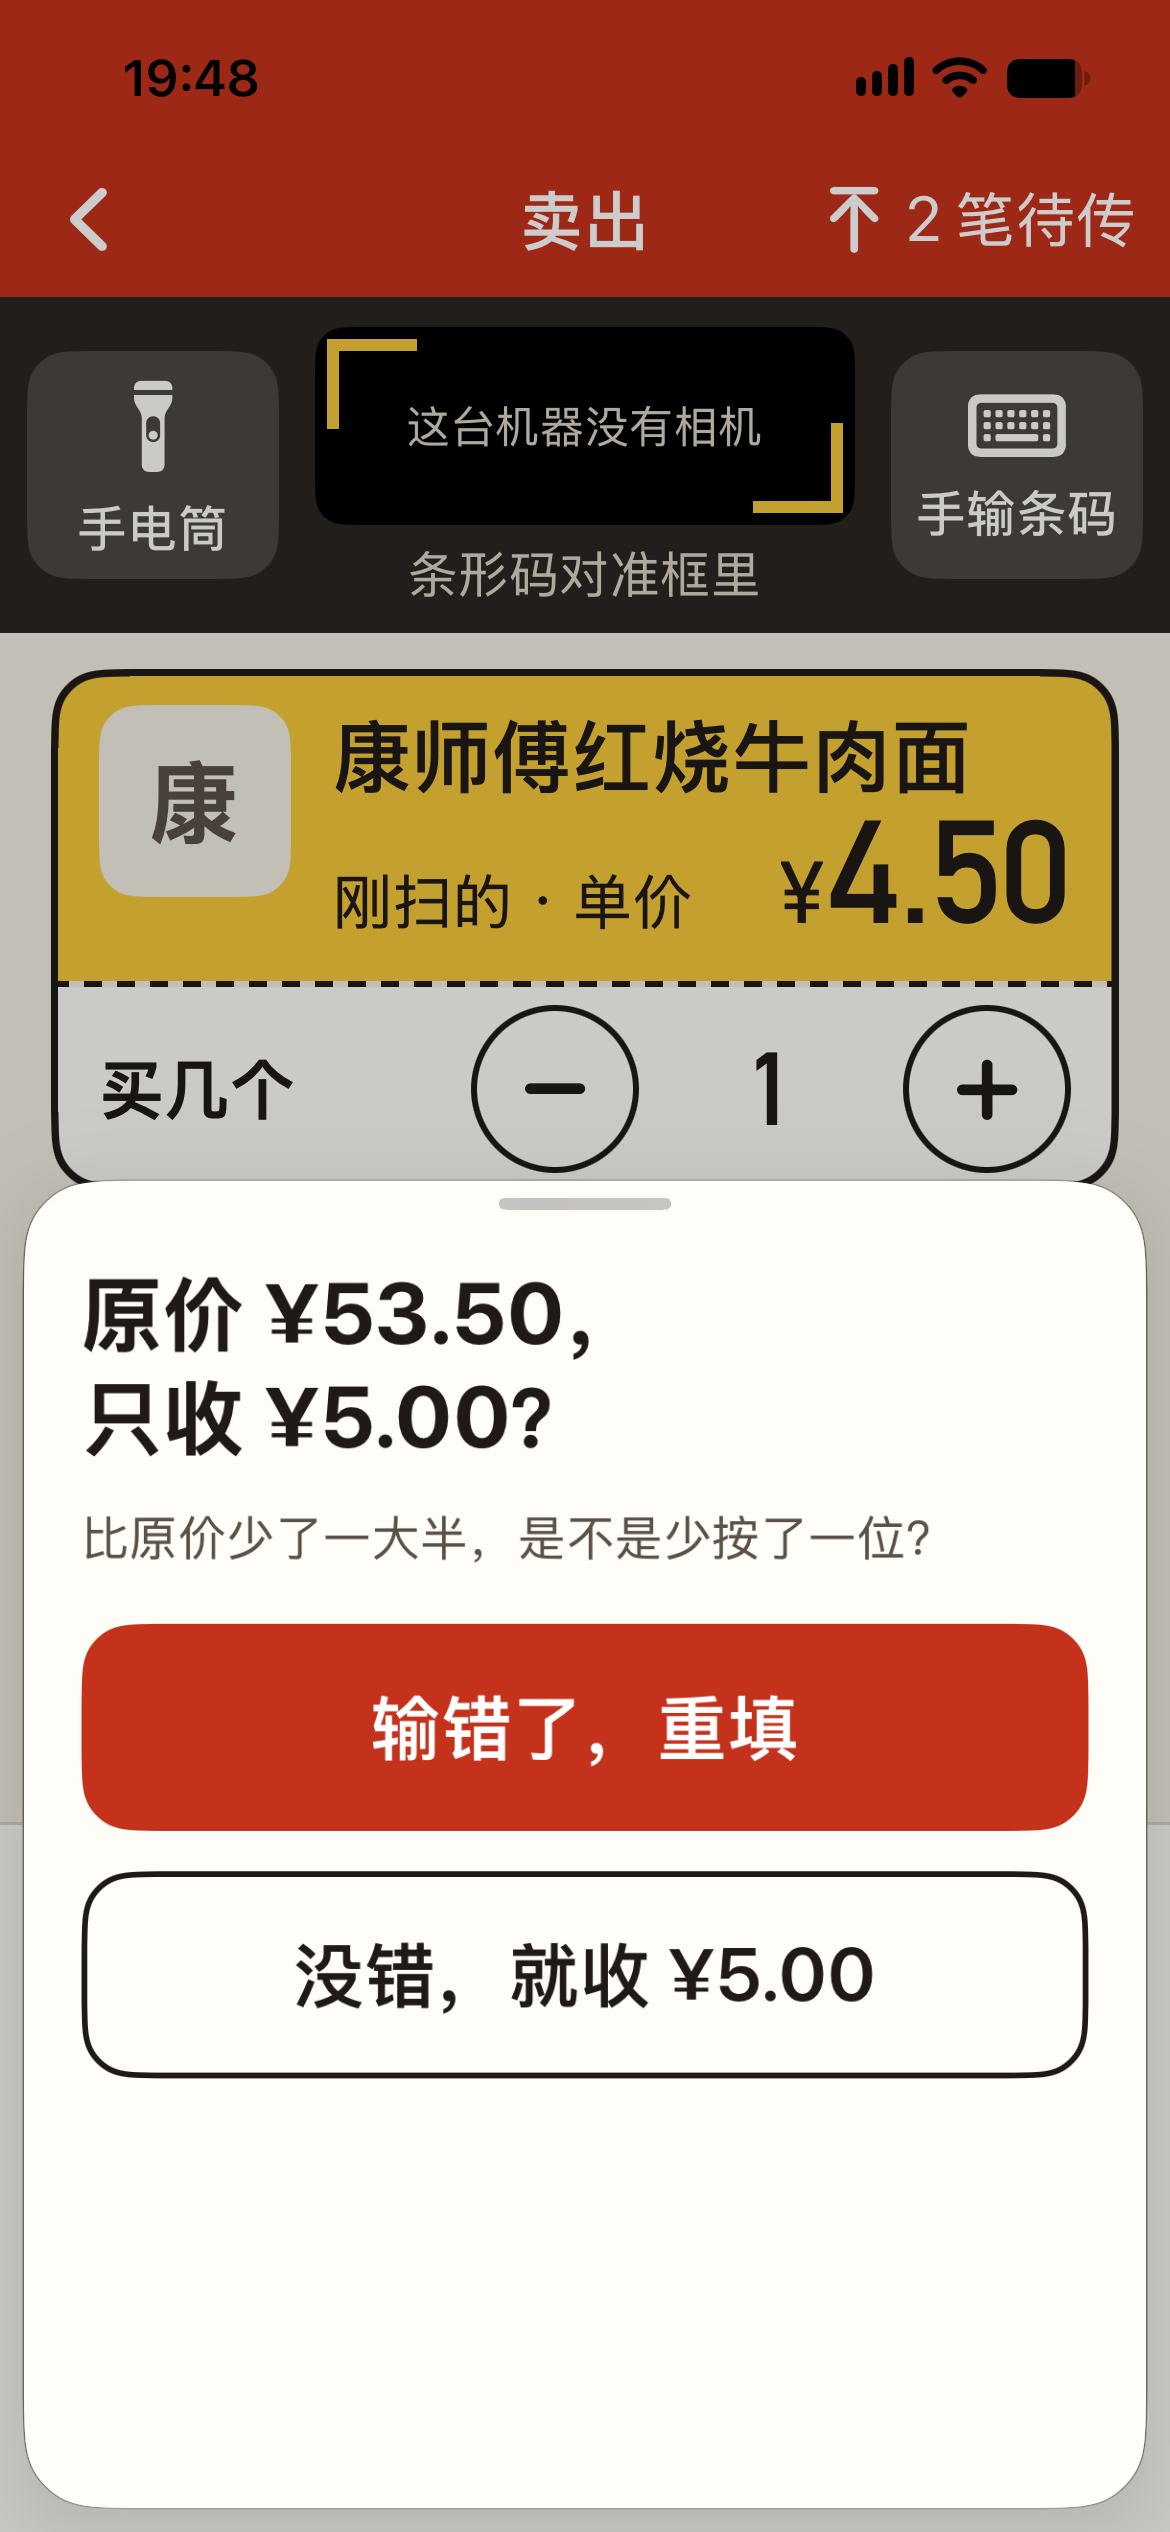 19:48
卖出
2 笔待传
这台机器没有相机
手电筒
手输条码
条形码对准框里
康
康师傅红烧牛肉面
刚扫的 · 单价
¥4.50
买几个
1
原价 ¥53.50，
只收 ¥5.00?
比原价少了一大半，是不是少按了一位?
输错了，重填
没错，就收 ¥5.00